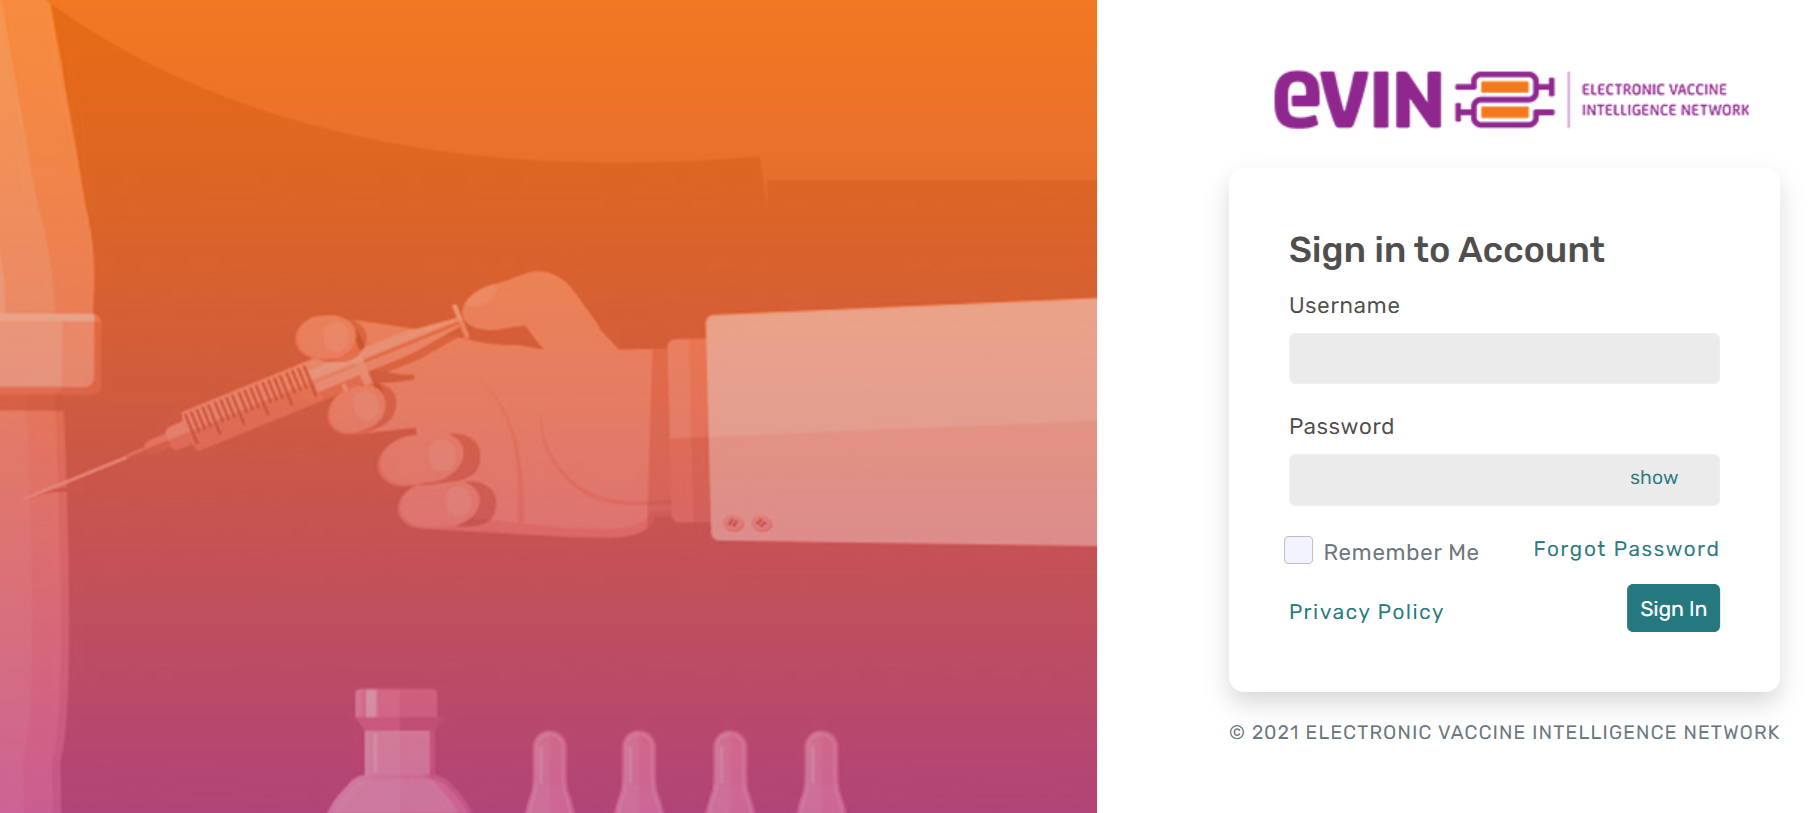 eVIN
ELECTRONIC VACCINE
INTELLIGENCE NETWORK
Sign in to Account
Username
Password
show
Remember Me
Forgot Password
Privacy Policy
Sign In
© 2021 ELECTRONIC VACCINE INTELLIGENCE NETWORK